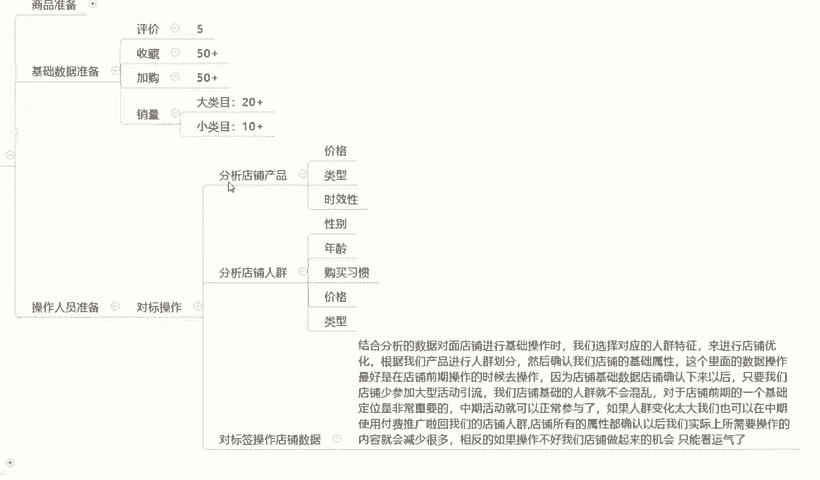 商品准备
评价
5
收藏
50+
基础数据准备
加购
50+
大类目：20+
销量
小类目：10+
价格
分析店铺产品
类型
时效性
性别
年龄
分析店铺人群
购买习惯
价格
操作人员准备
对标操作
类型
结合分析的数据对面店铺进行基础操作时，我们选择对应的人群特征，来进行店铺优
化，根据我们产品进行人群划分，然后确认我们店铺的基础属性，这个里面的数据操作
最好是在店铺前期操作的时候去操作，因为店铺基础数据店铺确认下来以后，只要我们
店铺少参加大型活动引流，我们店铺基础的人群就不会混乱，对于店铺前期的一个基础
定位是非常重要的，中期活动就可以正常参与了，如果人群变化太大我们也可以在中期
使用付费推广啦回我们的店铺人群,店铺所有的属性都确认以后我们实际上所需要操作的
对标签操作店铺数据
内容就会减少很多，相反的如果操作不好我们店铺做起来的机会 只能看运气了